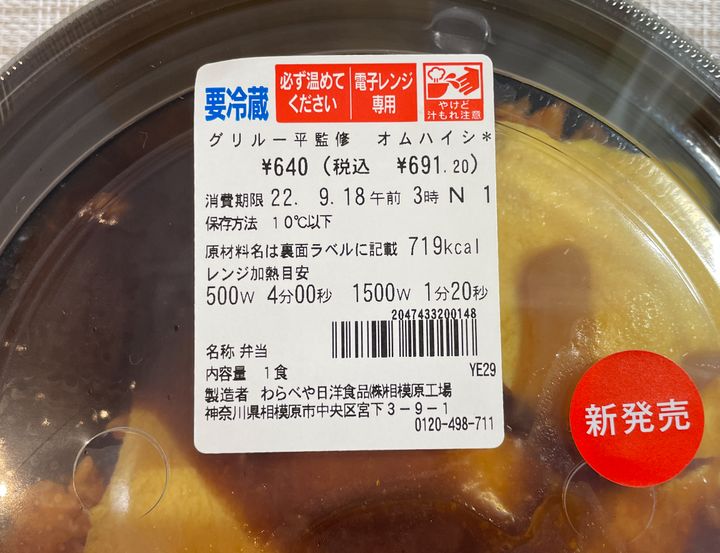 要冷蔵
必ず温めて
ください
電子レンジ
専用
やけど
汁もれ注意
グリル一平監修 オムハイシ*
¥640(税込 ¥691.20)
消費期限 22. 9.18午前 3時 N 1
保存方法 10℃以下
原材料名は裏面ラベルに記載 719kcal
レンジ加熱目安
500W 4分00秒 1500W 1分20秒
2047433200148
名称 弁当
内容量 1食 YE29
製造者 わらべや日洋食品(株)相模原工場
神奈川県相模原市中央区宮下3-9-1
0120-498-711
新発売